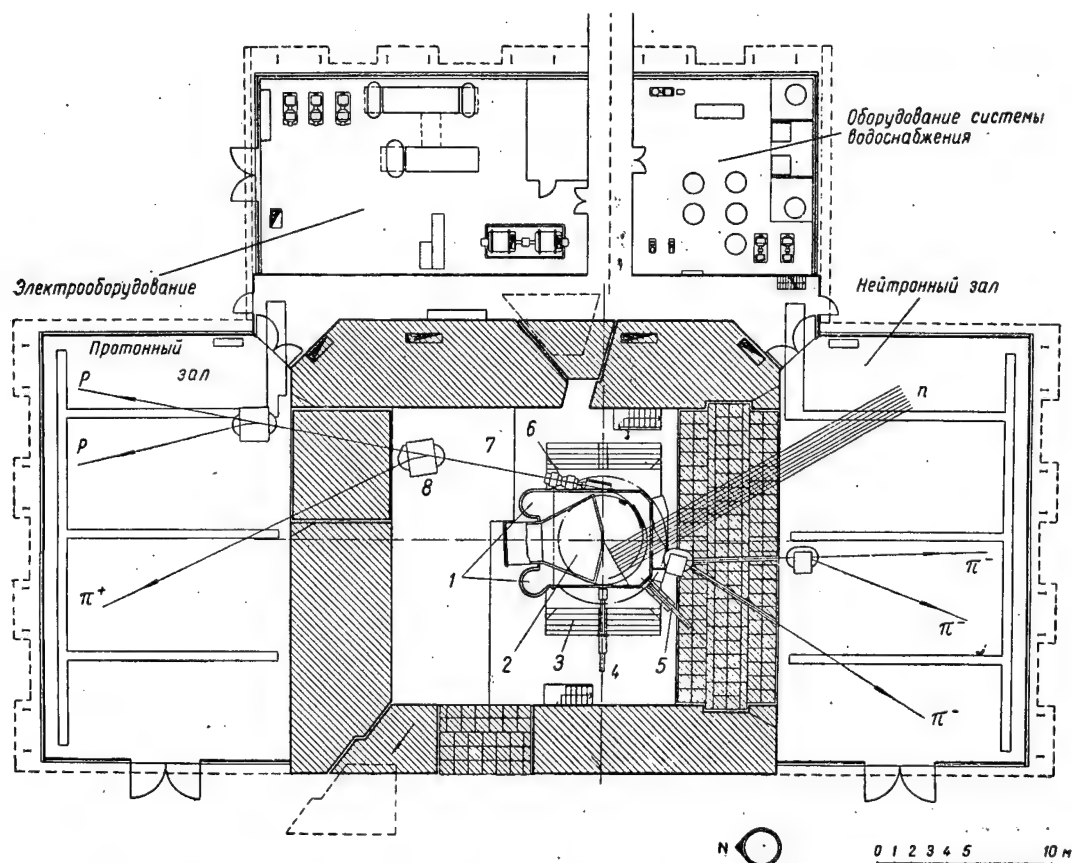 Оборудование системы
водоснабжения
Электрооборудование
Нейтронный зал
Протонный
зал
p
p
n
6
7
8
1
π+
π-
π-
π-
2
3
4
5
N
0 1 2 3 4 5 10 м